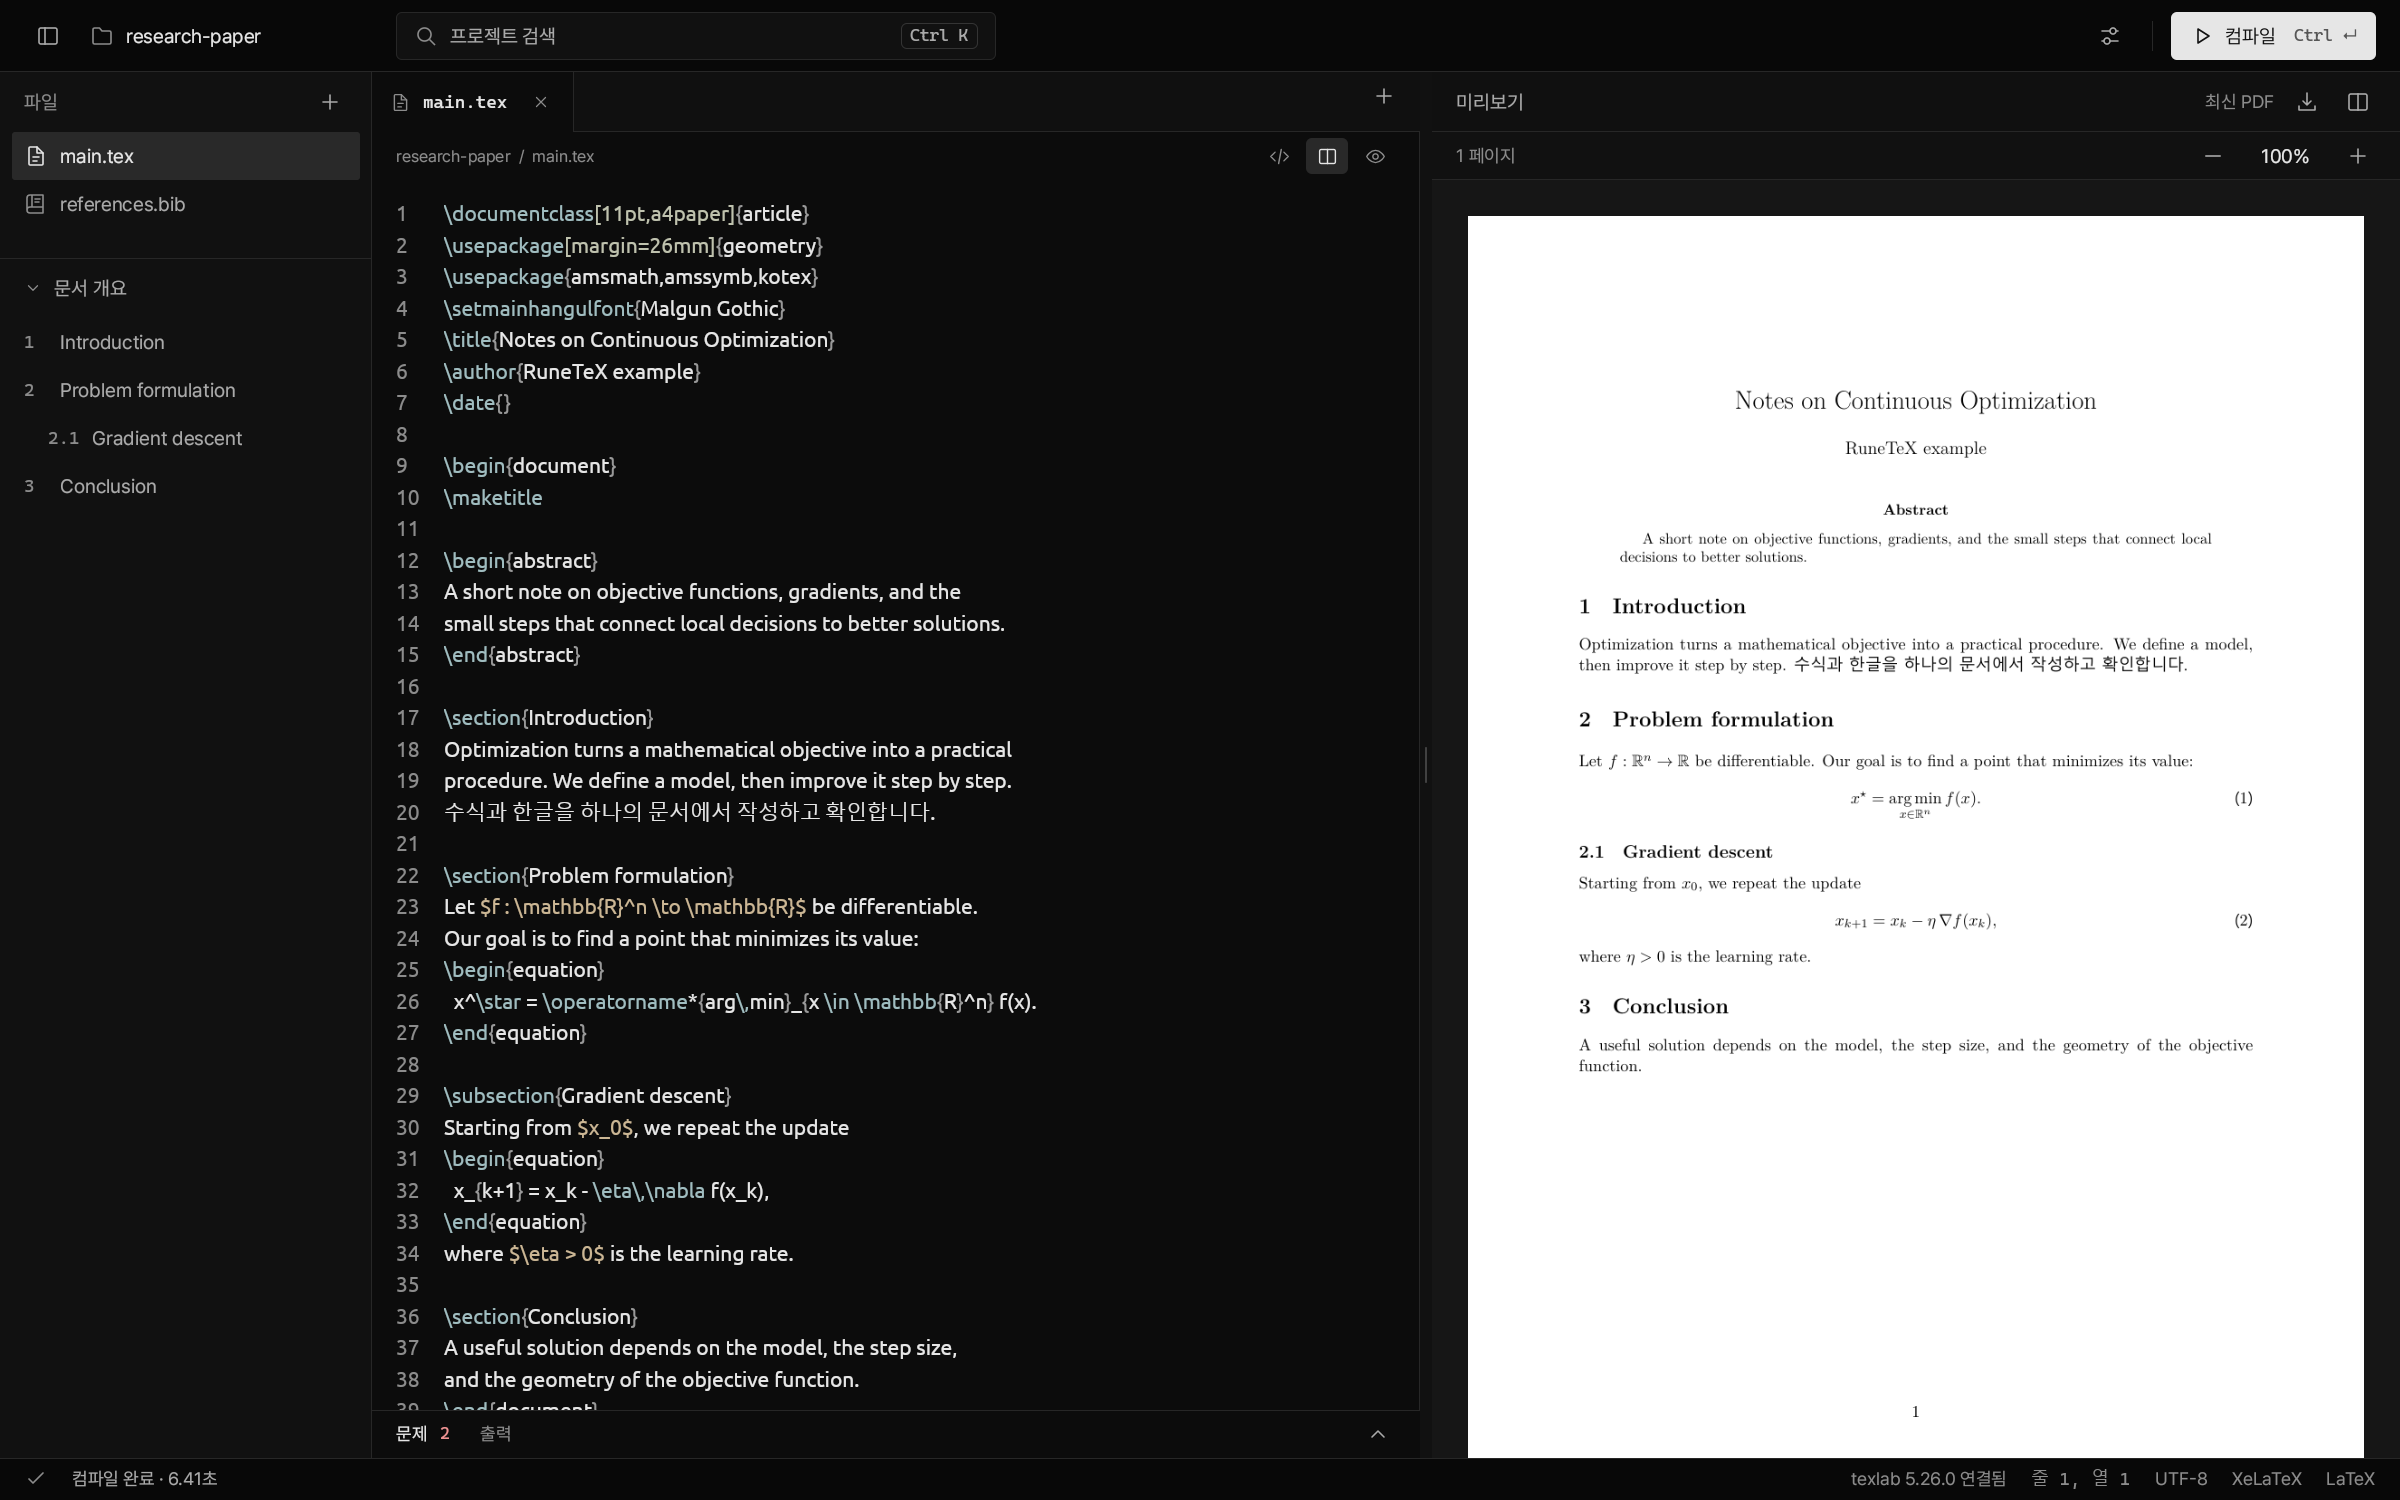 research-paper
프로젝트 검색
Ctrl K
컴파일 Ctrl ↵
파일
main.tex
references.bib
문서 개요
1 Introduction
2 Problem formulation
2.1 Gradient descent
3 Conclusion
main.tex
research-paper / main.tex
1 \documentclass[11pt,a4paper]{article}
2 \usepackage[margin=26mm]{geometry}
3 \usepackage{amsmath,amssymb,kotex}
4 \setmainhangulfont{Malgun Gothic}
5 \title{Notes on Continuous Optimization}
6 \author{RuneTeX example}
7 \date{}
8
9 \begin{document}
10 \maketitle
11
12 \begin{abstract}
13 A short note on objective functions, gradients, and the
14 small steps that connect local decisions to better solutions.
15 \end{abstract}
16
17 \section{Introduction}
18 Optimization turns a mathematical objective into a practical
19 procedure. We define a model, then improve it step by step.
20 수식과 한글을 하나의 문서에서 작성하고 확인합니다.
21
22 \section{Problem formulation}
23 Let $f : \mathbb{R}^n \to \mathbb{R}$ be differentiable.
24 Our goal is to find a point that minimizes its value:
25 \begin{equation}
26 x^\star = \operatorname*{arg\,min}_{x \in \mathbb{R}^n} f(x).
27 \end{equation}
28
29 \subsection{Gradient descent}
30 Starting from $x_0$, we repeat the update
31 \begin{equation}
32 x_{k+1} = x_k - \eta\,\nabla f(x_k),
33 \end{equation}
34 where $\eta > 0$ is the learning rate.
35
36 \section{Conclusion}
37 A useful solution depends on the model, the step size,
38 and the geometry of the objective function.
39 \end{document}
문제 2 출력
미리보기
최신 PDF
1 페이지
100%
Notes on Continuous Optimization
RuneTeX example
Abstract
A short note on objective functions, gradients, and the small steps that connect local
decisions to better solutions.
1 Introduction
Optimization turns a mathematical objective into a practical procedure. We define a model,
then improve it step by step. 수식과 한글을 하나의 문서에서 작성하고 확인합니다.
2 Problem formulation
Let f : ℝⁿ → ℝ be differentiable. Our goal is to find a point that minimizes its value:
x⋆ = arg min f(x). (1)
x∈ℝⁿ
2.1 Gradient descent
Starting from x₀, we repeat the update
xₖ₊₁ = xₖ − η ∇f(xₖ), (2)
where η > 0 is the learning rate.
3 Conclusion
A useful solution depends on the model, the step size, and the geometry of the objective
function.
1
컴파일 완료 · 6.41초
texlab 5.26.0 연결됨
줄 1, 열 1
UTF-8
XeLaTeX
LaTeX